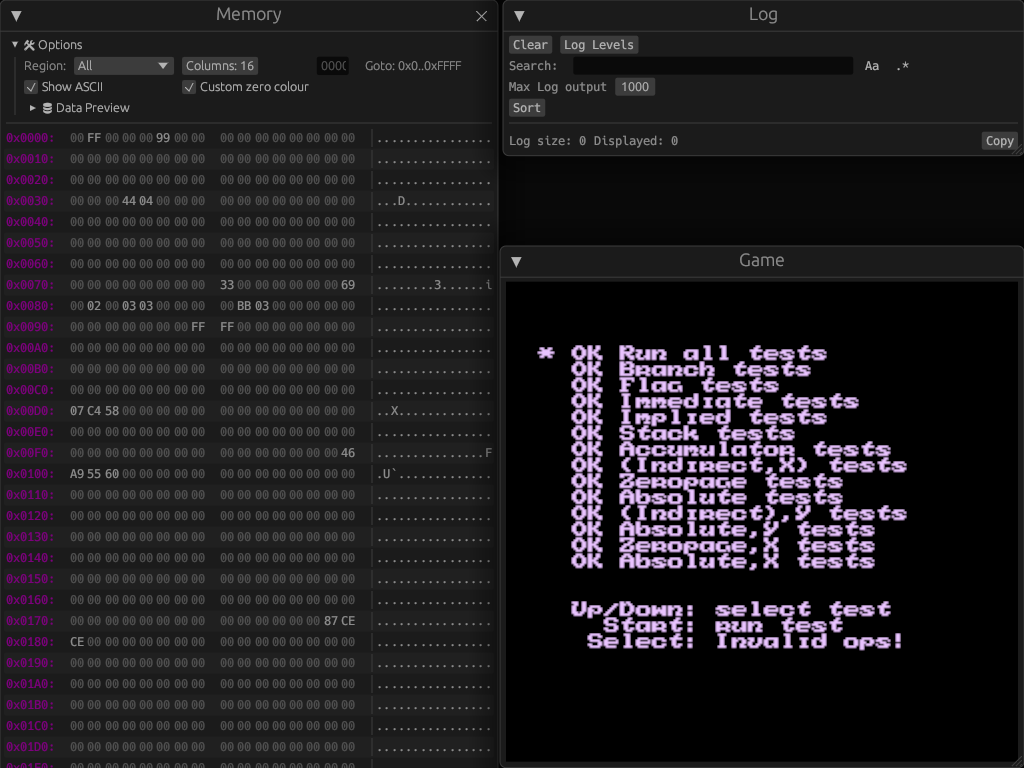 Memory
Options
Region: All Columns: 16 0000 Goto: 0x0..0xFFFF
Show ASCII Custom zero colour
Data Preview
0x0000: 00 FF 00 00 00 99 00 00 00 00 00 00 00 00 00 00 ................
0x0010: 00 00 00 00 00 00 00 00 00 00 00 00 00 00 00 00 ................
0x0020: 00 00 00 00 00 00 00 00 00 00 00 00 00 00 00 00 ................
0x0030: 00 00 00 44 04 00 00 00 00 00 00 00 00 00 00 00 ...D............
0x0040: 00 00 00 00 00 00 00 00 00 00 00 00 00 00 00 00 ................
0x0050: 00 00 00 00 00 00 00 00 00 00 00 00 00 00 00 00 ................
0x0060: 00 00 00 00 00 00 00 00 00 00 00 00 00 00 00 00 ................
0x0070: 00 00 00 00 00 00 00 00 33 00 00 00 00 00 00 69 ........3......i
0x0080: 00 02 00 03 03 00 00 00 00 BB 03 00 00 00 00 00 ................
0x0090: 00 00 00 00 00 00 00 FF FF 00 00 00 00 00 00 00 ................
0x00A0: 00 00 00 00 00 00 00 00 00 00 00 00 00 00 00 00 ................
0x00B0: 00 00 00 00 00 00 00 00 00 00 00 00 00 00 00 00 ................
0x00C0: 00 00 00 00 00 00 00 00 00 00 00 00 00 00 00 00 ................
0x00D0: 07 C4 58 00 00 00 00 00 00 00 00 00 00 00 00 00 ..X.............
0x00E0: 00 00 00 00 00 00 00 00 00 00 00 00 00 00 00 00 ................
0x00F0: 00 00 00 00 00 00 00 00 00 00 00 00 00 00 00 46 ...............F
0x0100: A9 55 60 00 00 00 00 00 00 00 00 00 00 00 00 00 .U`.............
0x0110: 00 00 00 00 00 00 00 00 00 00 00 00 00 00 00 00 ................
0x0120: 00 00 00 00 00 00 00 00 00 00 00 00 00 00 00 00 ................
0x0130: 00 00 00 00 00 00 00 00 00 00 00 00 00 00 00 00 ................
0x0140: 00 00 00 00 00 00 00 00 00 00 00 00 00 00 00 00 ................
0x0150: 00 00 00 00 00 00 00 00 00 00 00 00 00 00 00 00 ................
0x0160: 00 00 00 00 00 00 00 00 00 00 00 00 00 00 00 00 ................
0x0170: 00 00 00 00 00 00 00 00 00 00 00 00 00 00 87 CE ................
0x0180: CE 00 00 00 00 00 00 00 00 00 00 00 00 00 00 00 ................
0x0190: 00 00 00 00 00 00 00 00 00 00 00 00 00 00 00 00 ................
0x01A0: 00 00 00 00 00 00 00 00 00 00 00 00 00 00 00 00 ................
0x01B0: 00 00 00 00 00 00 00 00 00 00 00 00 00 00 00 00 ................
0x01C0: 00 00 00 00 00 00 00 00 00 00 00 00 00 00 00 00 ................
0x01D0: 00 00 00 00 00 00 00 00 00 00 00 00 00 00 00 00 ................
Log
Clear Log Levels
Search: Aa .*
Max Log output 1000
Sort
Log size: 0 Displayed: 0 Copy
Game
* OK Run all tests
OK Branch tests
OK Flag tests
OK Immediate tests
OK Implied tests
OK Stack tests
OK Accumulator tests
OK (Indirect,X) tests
OK Zeropage tests
OK Absolute tests
OK (Indirect),Y tests
OK Absolute,Y tests
OK Zeropage,X tests
OK Absolute,X tests
Up/Down: select test
Start: run test
Select: Invalid ops!